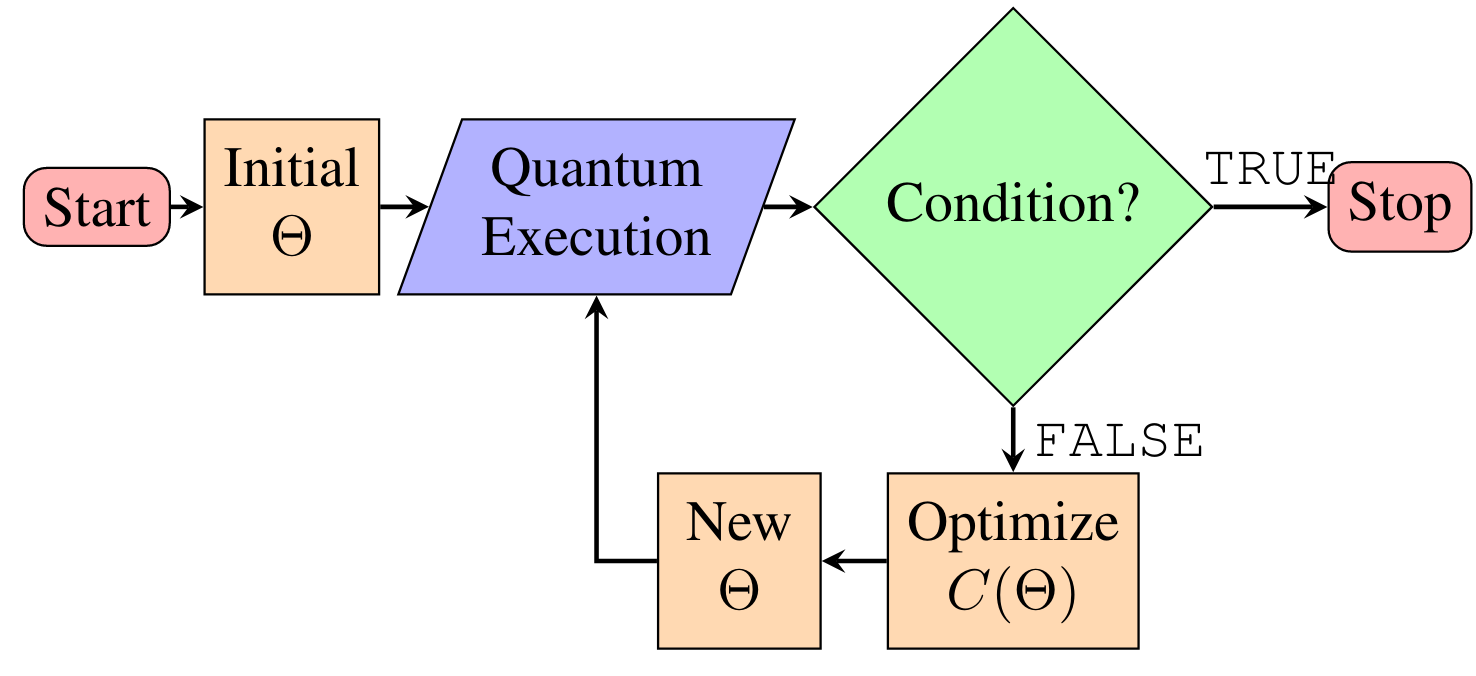 Start
Initial
Θ
Quantum
Execution
Condition?
TRUE
Stop
FALSE
New
Θ
Optimize
C(Θ)